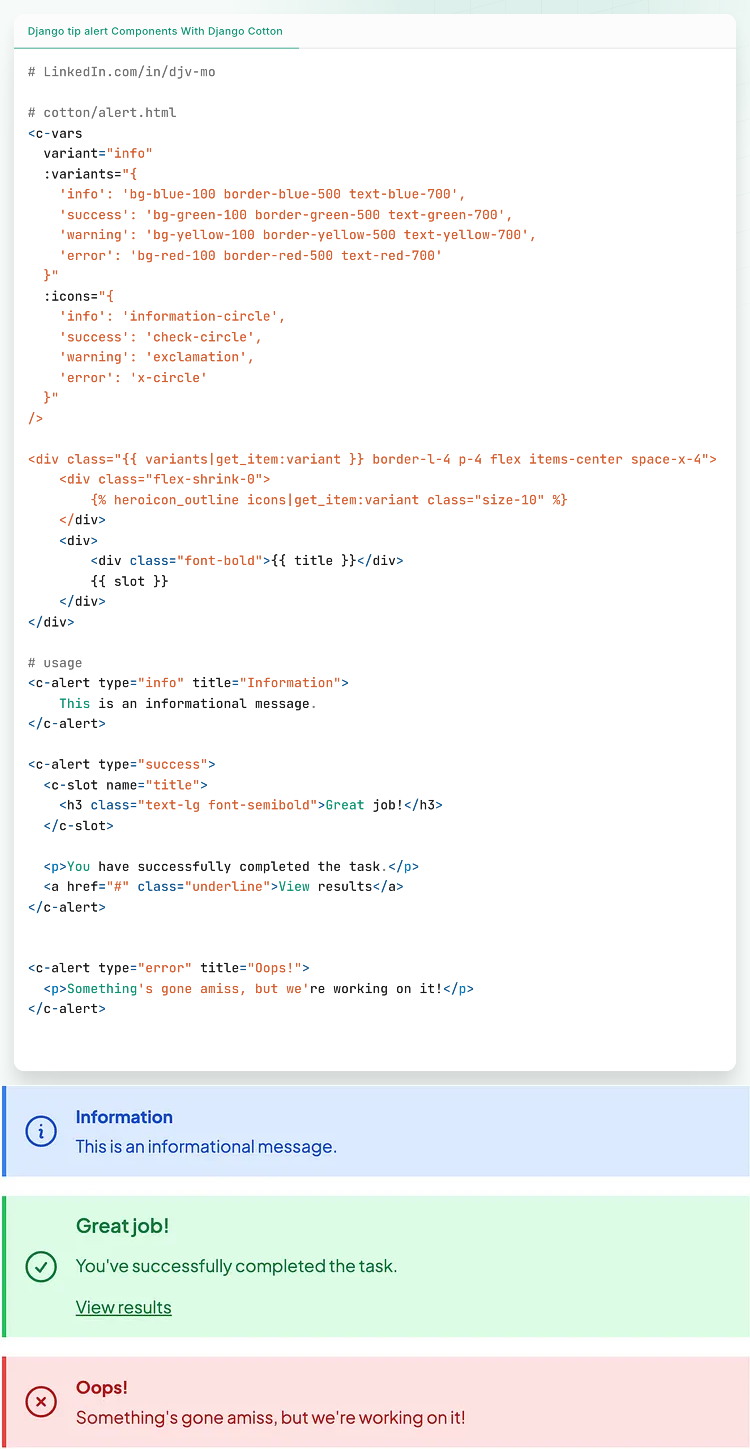 Django tip alert Components With Django Cotton
# LinkedIn.com/in/djv-mo
# cotton/alert.html
<c-vars
  variant="info"
  :variants="{
    'info': 'bg-blue-100 border-blue-500 text-blue-700',
    'success': 'bg-green-100 border-green-500 text-green-700',
    'warning': 'bg-yellow-100 border-yellow-500 text-yellow-700',
    'error': 'bg-red-100 border-red-500 text-red-700'
  }"
  :icons="{
    'info': 'information-circle',
    'success': 'check-circle',
    'warning': 'exclamation',
    'error': 'x-circle'
  }"
/>
<div class="{{ variants|get_item:variant }} border-l-4 p-4 flex items-center space-x-4">
    <div class="flex-shrink-0">
        {% heroicon_outline icons|get_item:variant class="size-10" %}
    </div>
    <div>
        <div class="font-bold">{{ title }}</div>
        {{ slot }}
    </div>
</div>
# usage
<c-alert type="info" title="Information">
    This is an informational message.
</c-alert>
<c-alert type="success">
  <c-slot name="title">
    <h3 class="text-lg font-semibold">Great job!</h3>
  </c-slot>
  <p>You have successfully completed the task.</p>
  <a href="#" class="underline">View results</a>
</c-alert>
<c-alert type="error" title="Oops!">
  <p>Something's gone amiss, but we're working on it!</p>
</c-alert>
Information
This is an informational message.
Great job!
You've successfully completed the task.
View results
Oops!
Something's gone amiss, but we're working on it!